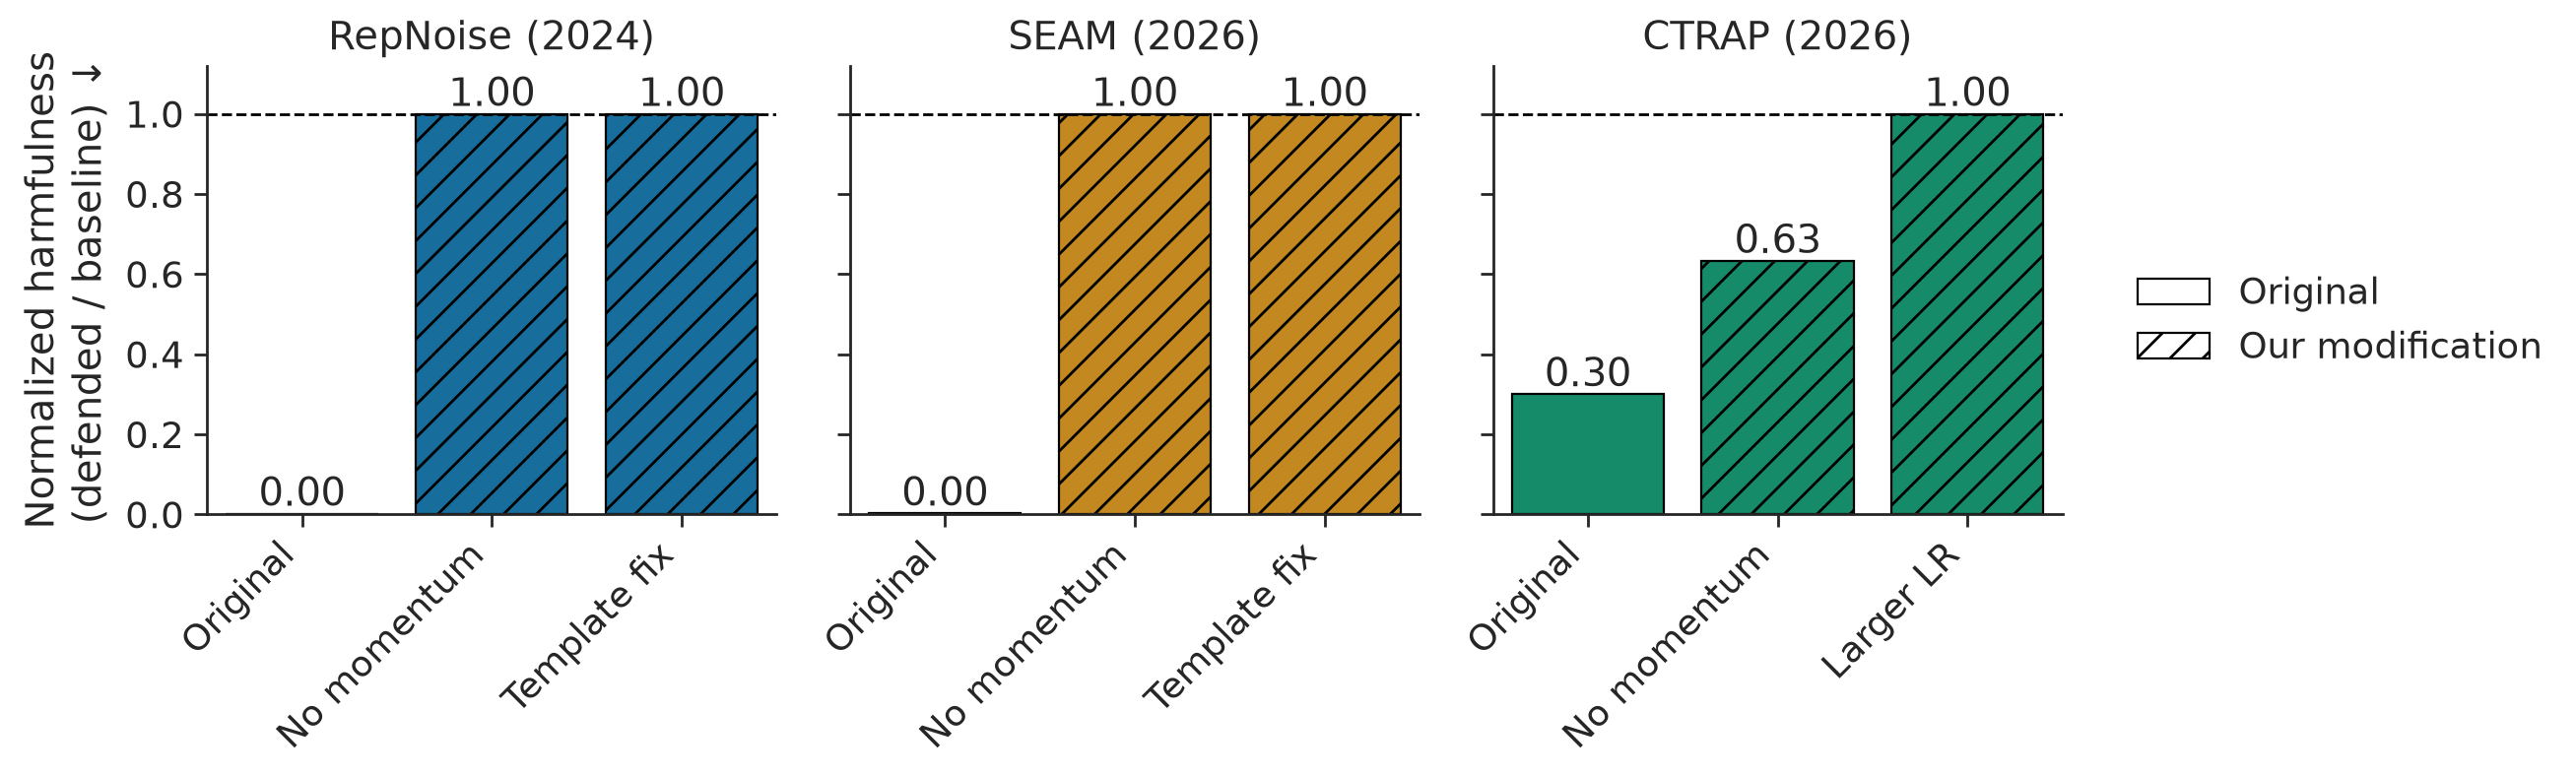 RepNoise (2024)
SEAM (2026)
CTRAP (2026)
Normalized harmfulness
(defended / baseline) →
1.0
0.8
0.6
0.4
0.2
0.0
0.00
1.00
1.00
Original
No momentum
Template fix
0.00
1.00
1.00
Original
No momentum
Template fix
0.30
0.63
1.00
Original
No momentum
Larger LR
Original
Our modification